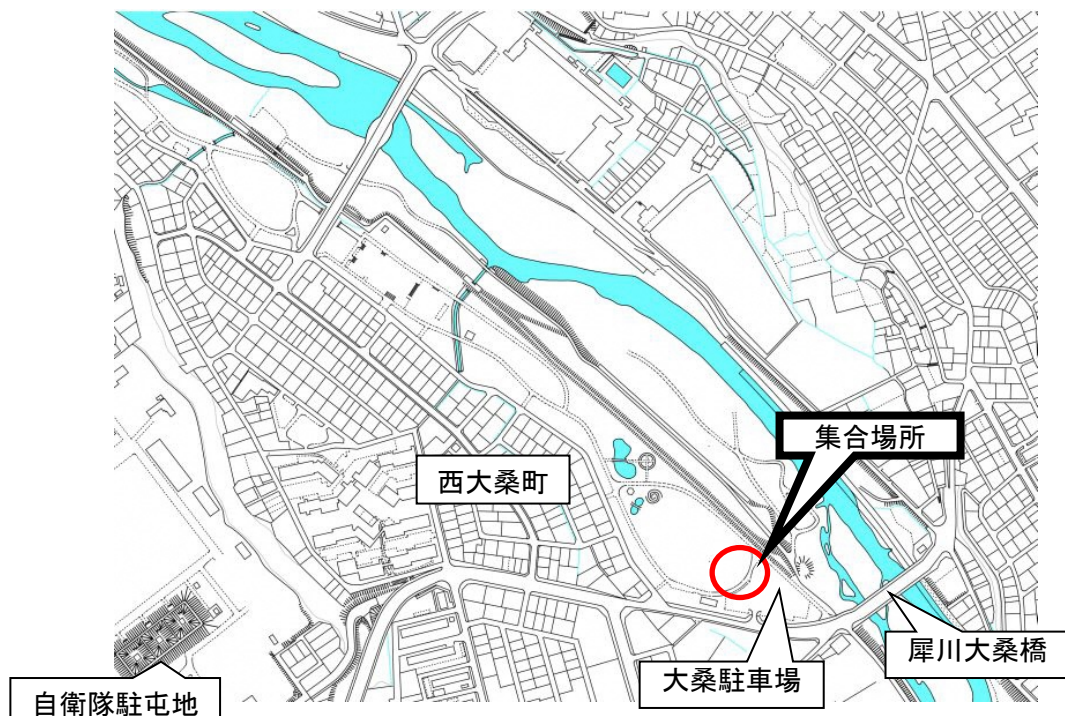 集合場所
西大桑町
犀川大桑橋
大桑駐車場
自衛隊駐屯地